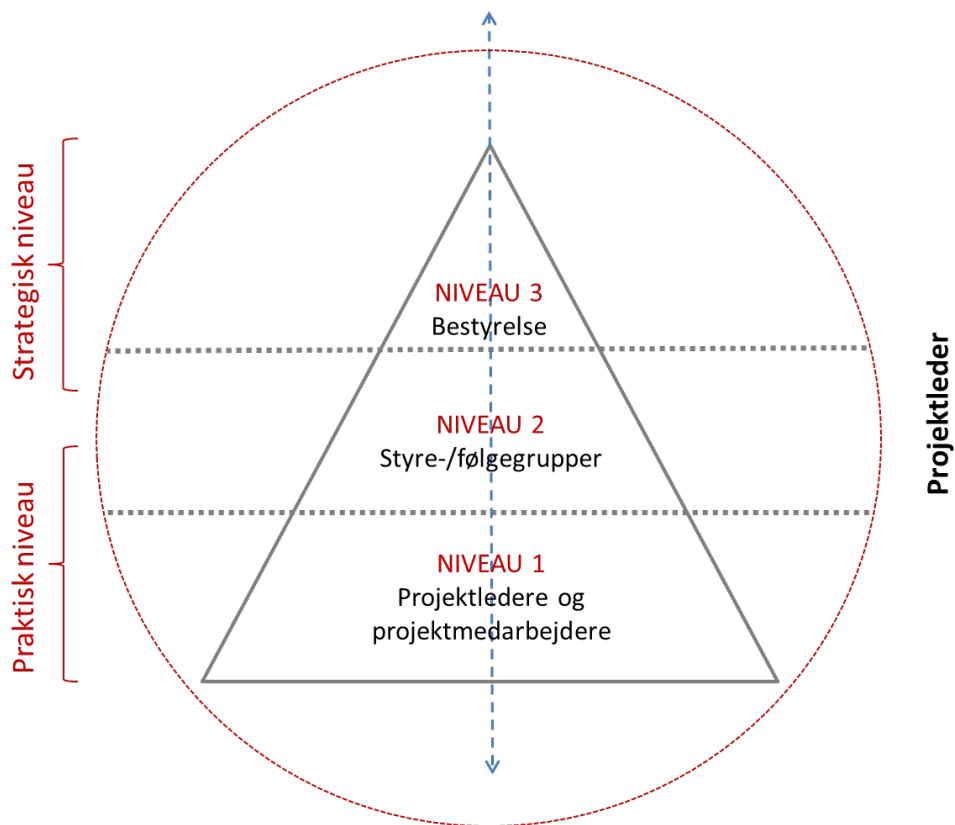 Strategisk niveau
NIVEAU 3
Bestyrelse
Projektleder
NIVEAU 2
Styre-/følgegrupper
Praktisk niveau
NIVEAU 1
Projektledere og
projektmedarbejdere